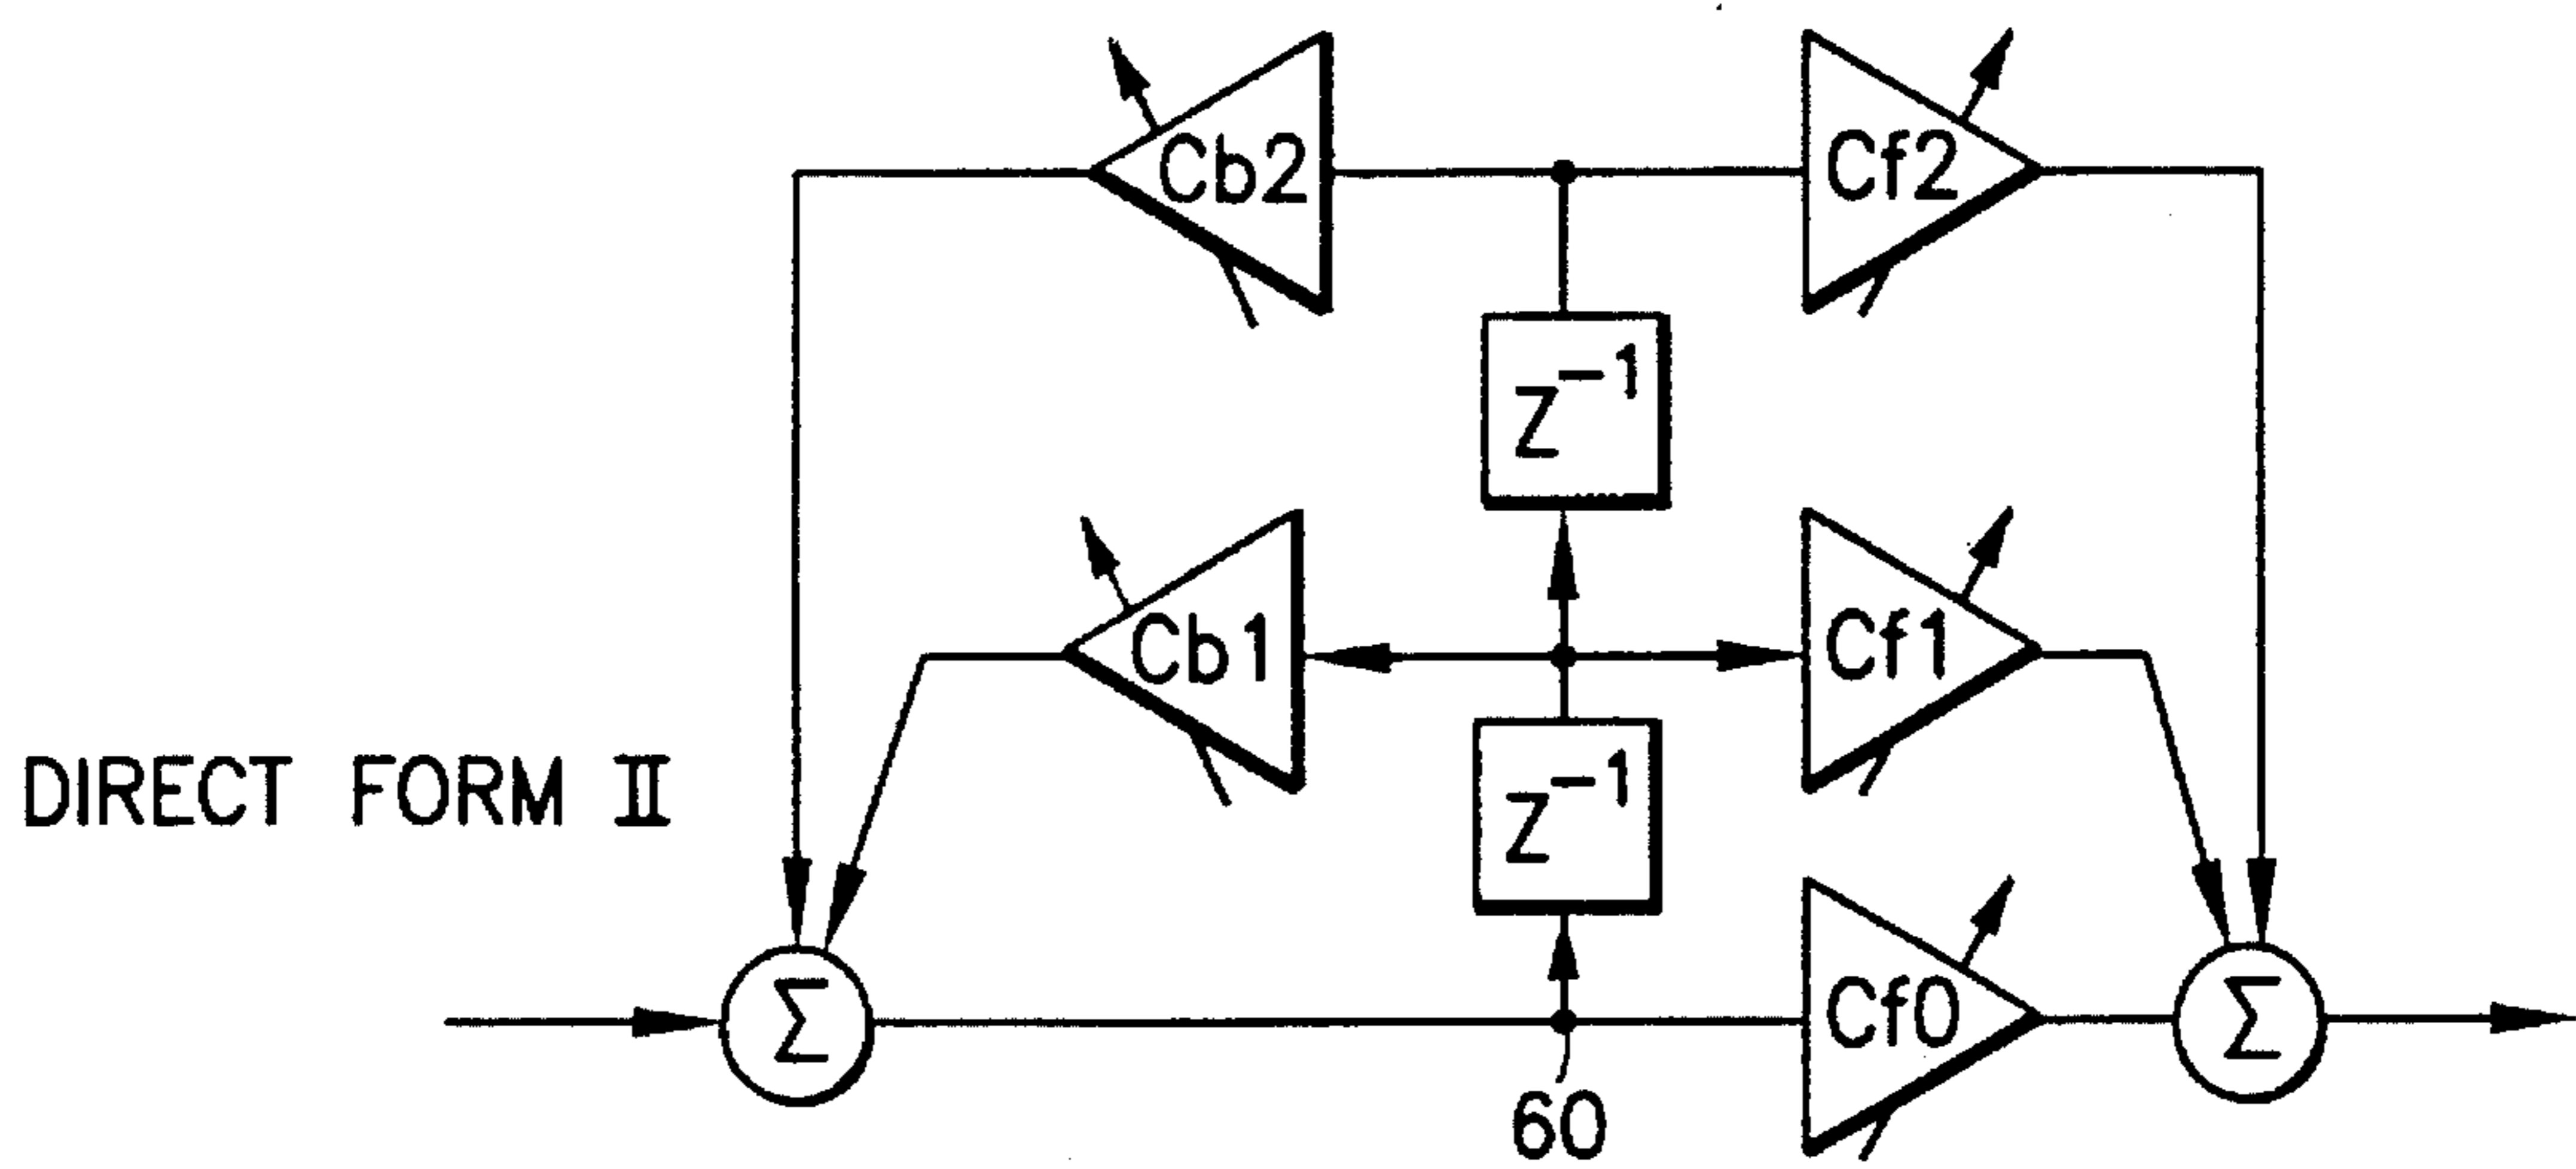 Cb2
Cf2
Z⁻¹
Cb1
Cf1
DIRECT FORM II
Z⁻¹
Σ
Cf0
Σ
60